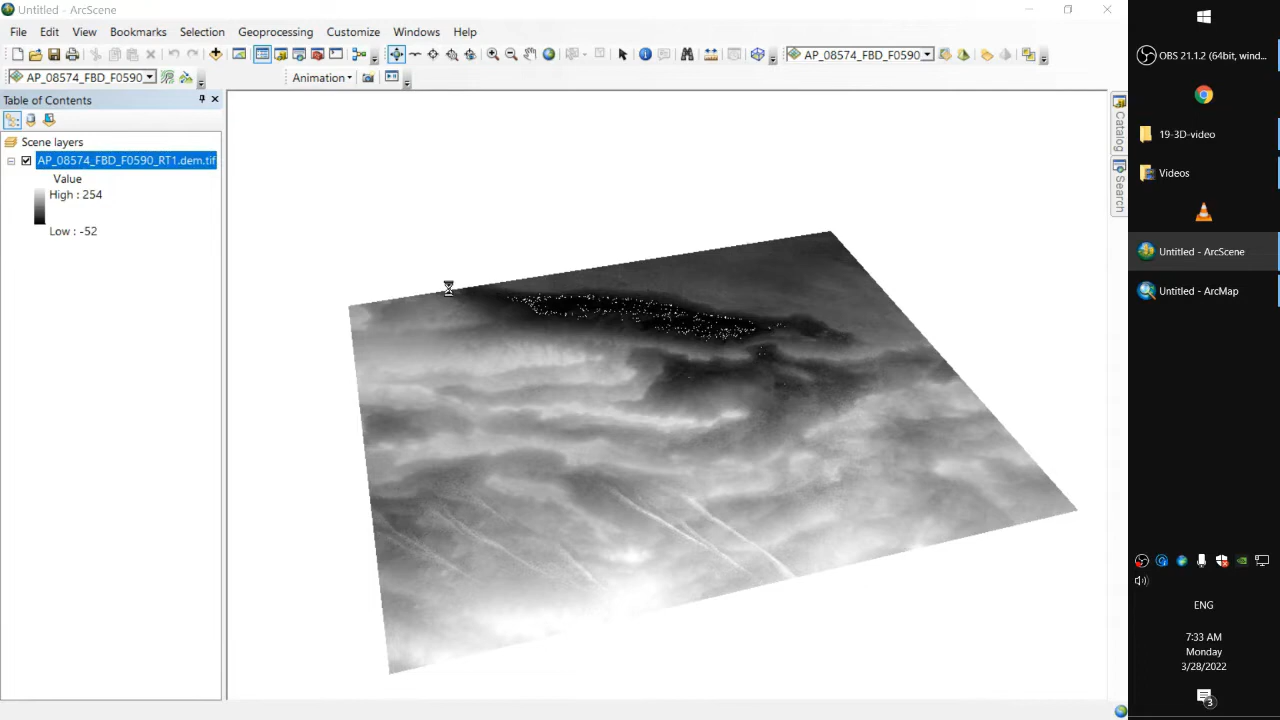 Untitled - ArcScene
File Edit View Bookmarks Selection Geoprocessing Customize Windows Help
AP_08574_FBD_F0590
AP_08574_FBD_F0590
Animation
Table of Contents
Scene layers
AP_08574_FBD_F0590_RT1.dem.tif
Value
High : 254
Low : -52
Catalog
Search
OBS 21.1.2 (64bit, wind...
19-3D-video
Videos
Untitled - ArcScene
Untitled - ArcMap
ENG
7:33 AM
Monday
3/28/2022
3